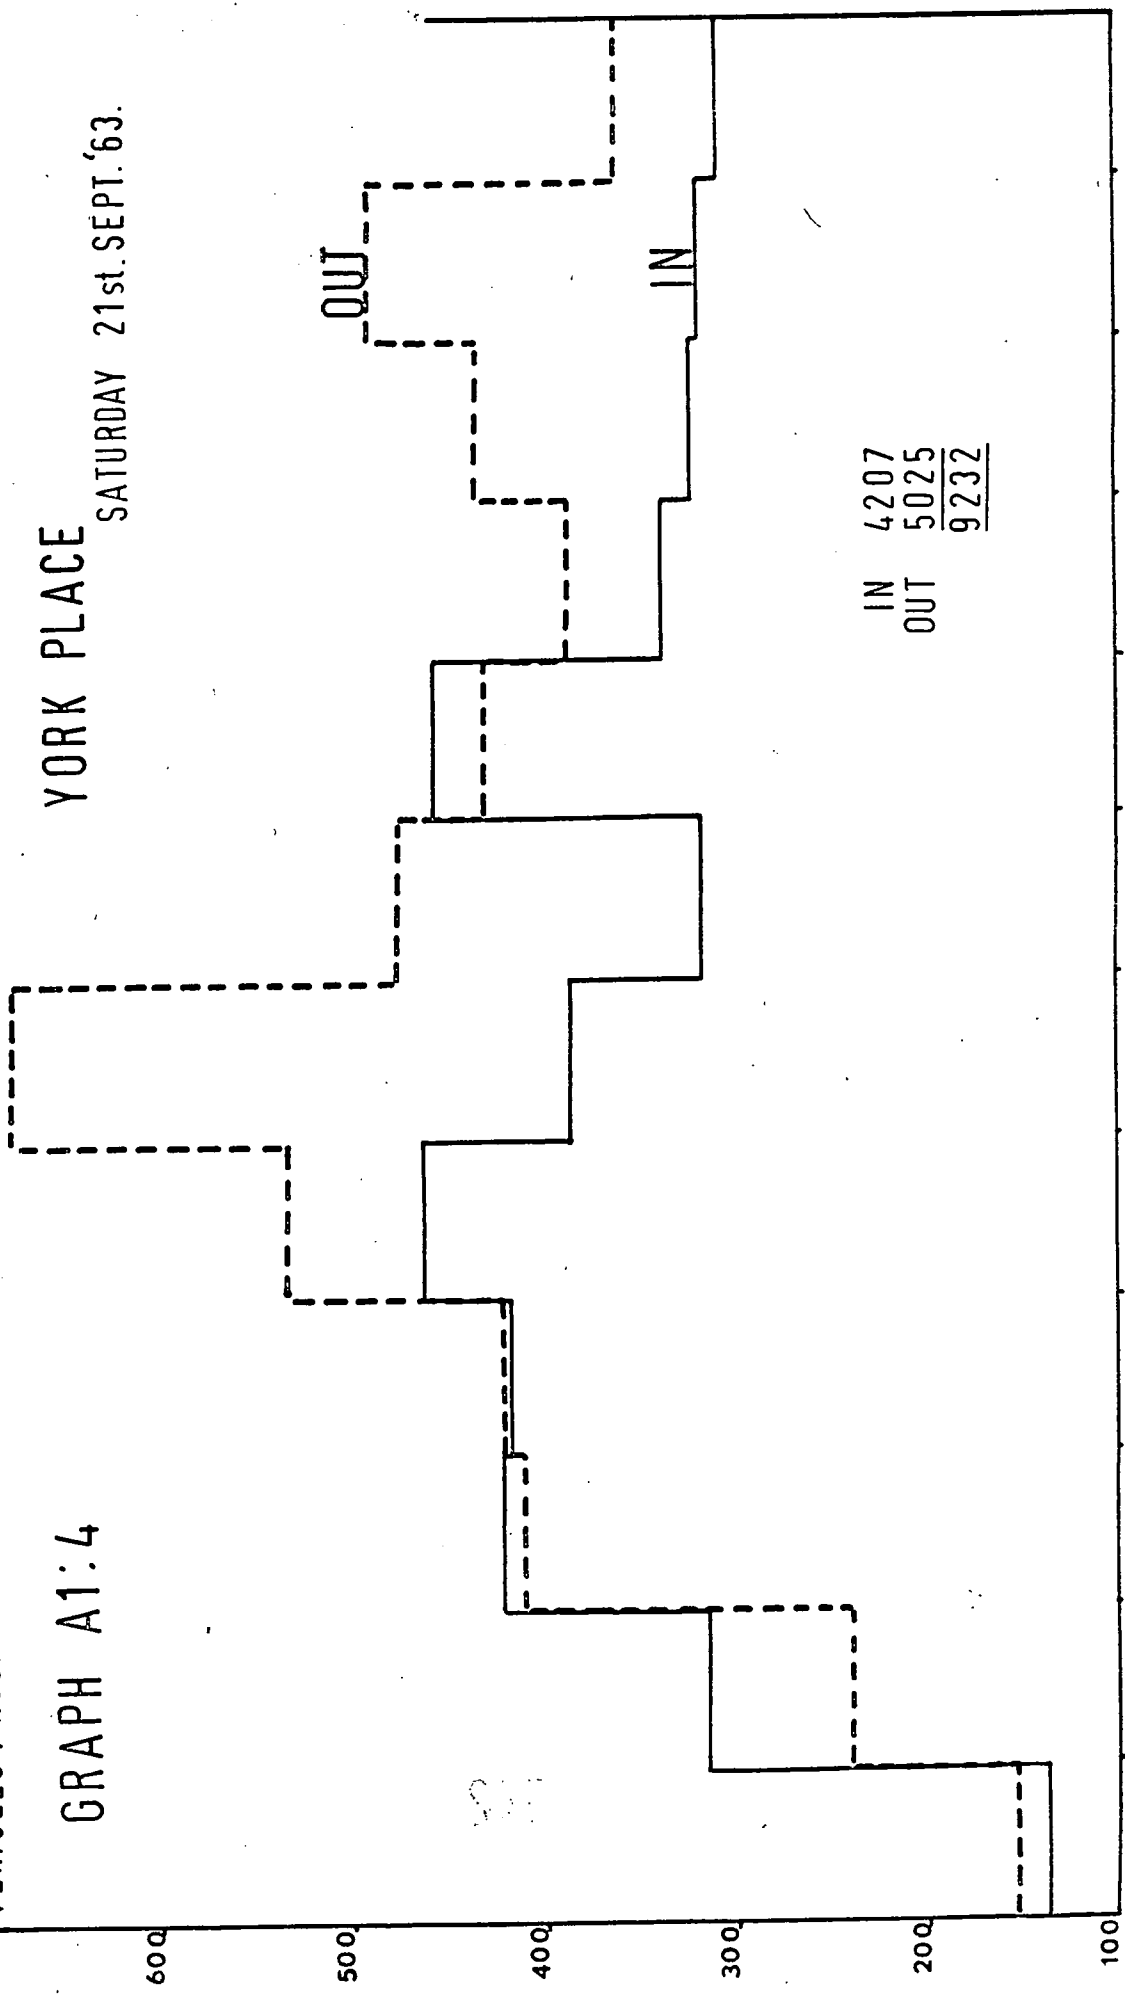 GRAPH A1:4
YORK PLACE
SATURDAY 21st. SEPT. '63.
600
500
400
300
200
100
OUT
IN
IN 4207
OUT 5025
9232